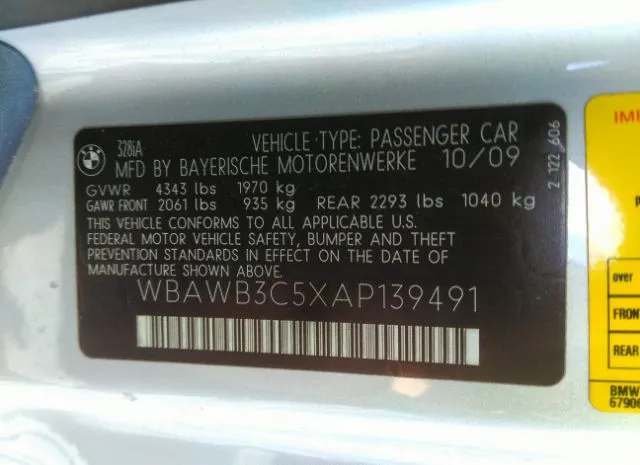 BMW
328iA
VEHICLE TYPE: PASSENGER CAR
MFD BY BAYERISCHE MOTORENWERKE 10/09
GVWR 4343 lbs 1970 kg
GAWR FRONT 2061 lbs 935 kg REAR 2293 lbs 1040 kg
THIS VEHICLE CONFORMS TO ALL APPLICABLE U.S.
FEDERAL MOTOR VEHICLE SAFETY, BUMPER AND THEFT
PREVENTION STANDARDS IN EFFECT ON THE DATE OF
MANUFACTURE SHOWN ABOVE.
WBAWB3C5XAP139491
2 122 606
over
FRONT
REAR
BMW